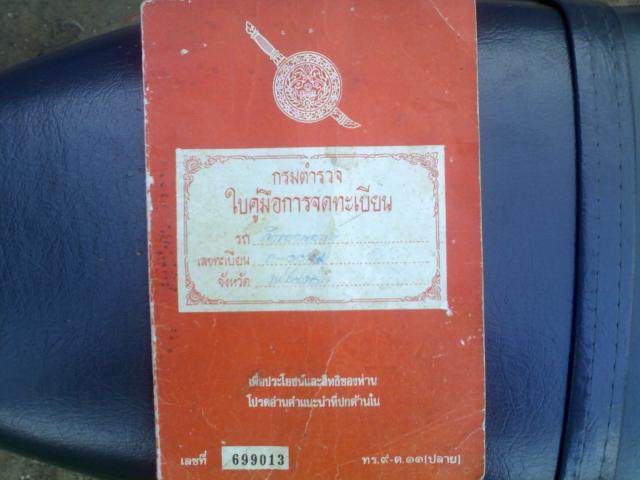 กรมตำรวจ
ใบคู่มือการจดทะเบียน
รถ
เลขทะเบียน
จังหวัด
เพื่อประโยชน์และสิทธิของท่าน
โปรดอ่านคำแนะนำที่ปกด้านใน
เลขที่ 699013 ทร.๙-ต.๑๑(ปลาย)